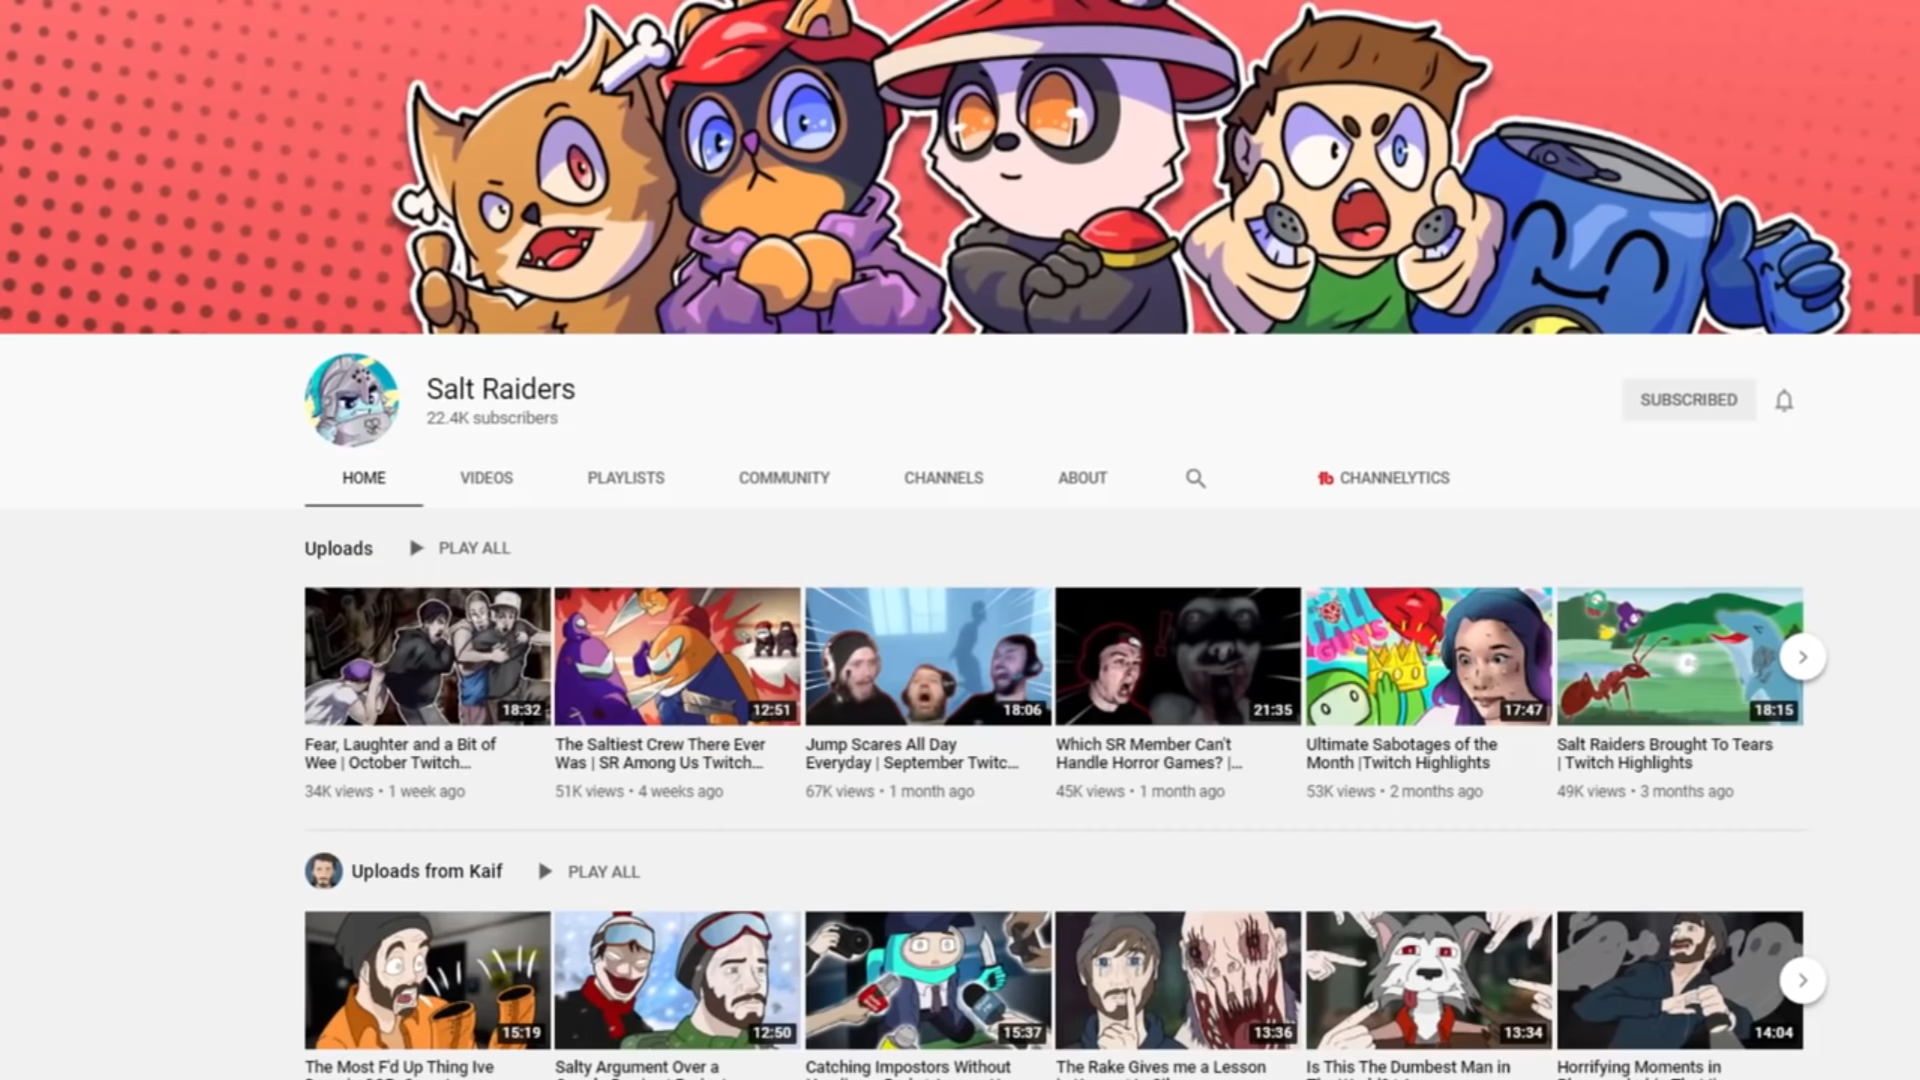 Salt Raiders
22.4K subscribers
SUBSCRIBED
HOME VIDEOS PLAYLISTS COMMUNITY CHANNELS ABOUT CHANNELYTICS
Uploads PLAY ALL
18:32 12:51 18:06 21:35 17:47 18:15
Fear, Laughter and a Bit of
Wee | October Twitch...
34K views • 1 week ago
The Saltiest Crew There Ever
Was | SR Among Us Twitch...
51K views • 4 weeks ago
Jump Scares All Day
Everyday | September Twitc...
67K views • 1 month ago
Which SR Member Can't
Handle Horror Games? |...
45K views • 1 month ago
Ultimate Sabotages of the
Month |Twitch Highlights
53K views • 2 months ago
Salt Raiders Brought To Tears
| Twitch Highlights
49K views • 3 months ago
Uploads from Kaif PLAY ALL
15:19 12:50 15:37 13:36 13:34 14:04
The Most F'd Up Thing Ive
Salty Argument Over a
Catching Impostors Without
The Rake Gives me a Lesson
Is This The Dumbest Man in
Horrifying Moments in